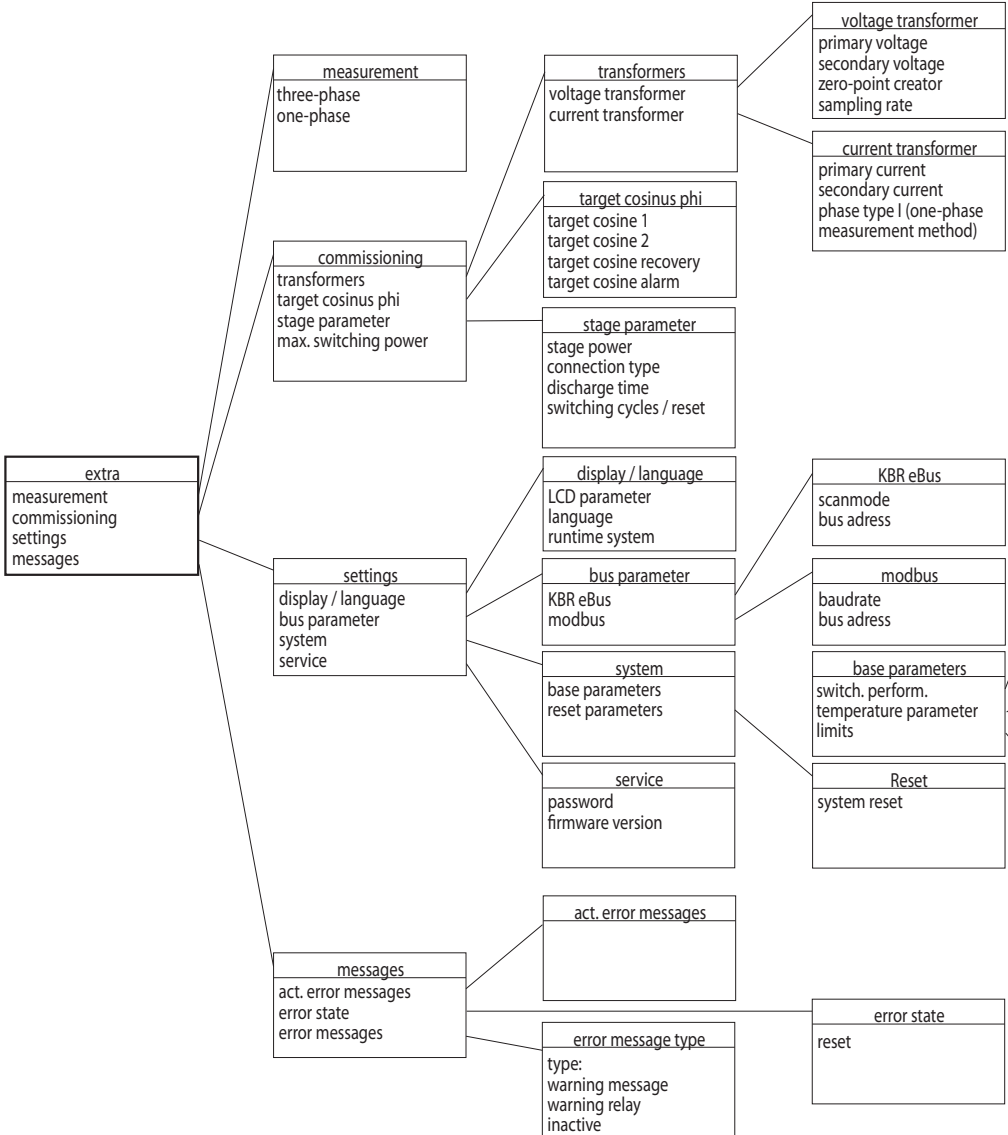 extra
measurement
commissioning
settings
messages
measurement
three-phase
one-phase
commissioning
transformers
target cosinus phi
stage parameter
max. switching power
settings
display / language
bus parameter
system
service
messages
act. error messages
error state
error messages
transformers
voltage transformer
current transformer
target cosinus phi
target cosine 1
target cosine 2
target cosine recovery
target cosine alarm
stage parameter
stage power
connection type
discharge time
switching cycles / reset
display / language
LCD parameter
language
runtime system
bus parameter
KBR eBus
modbus
system
base parameters
reset parameters
service
password
firmware version
act. error messages
error message type
type:
warning message
warning relay
inactive
voltage transformer
primary voltage
secondary voltage
zero-point creator
sampling rate
current transformer
primary current
secondary current
phase type I (one-phase
measurement method)
KBR eBus
scanmode
bus adress
modbus
baudrate
bus adress
base parameters
switch. perform.
temperature parameter
limits
Reset
system reset
error state
reset